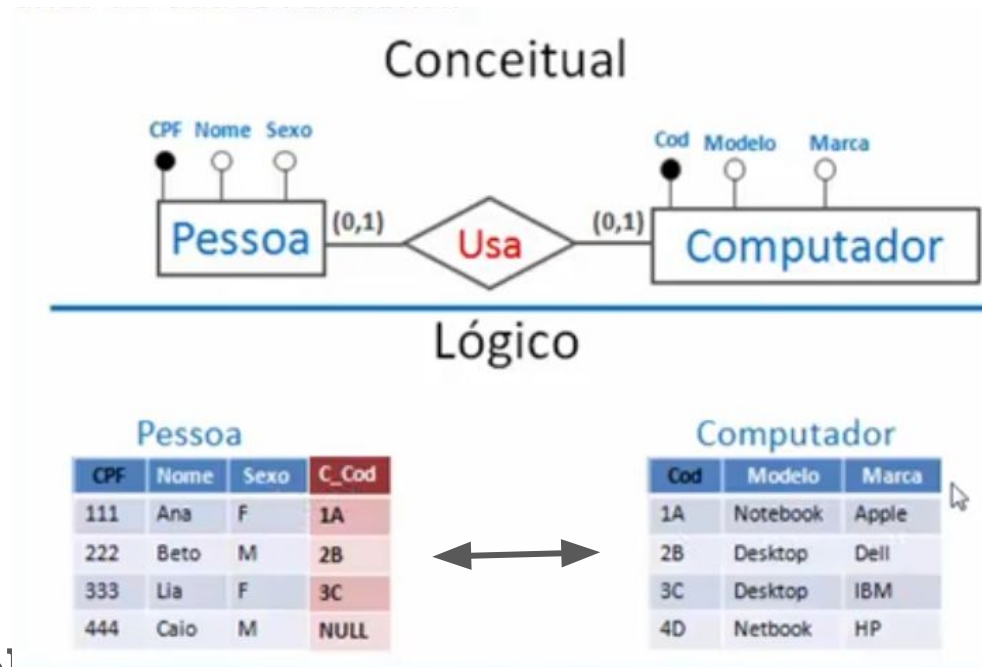 Conceitual
CPF Nome Sexo
Cod Modelo Marca
Pessoa (0,1) Usa (0,1) Computador
Lógico
Pessoa
CPF Nome Sexo C_Cod
111 Ana F 1A
222 Beto M 2B
333 Lia F 3C
444 Caio M NULL
Computador
Cod Modelo Marca
1A Notebook Apple
2B Desktop Dell
3C Desktop IBM
4D Netbook HP